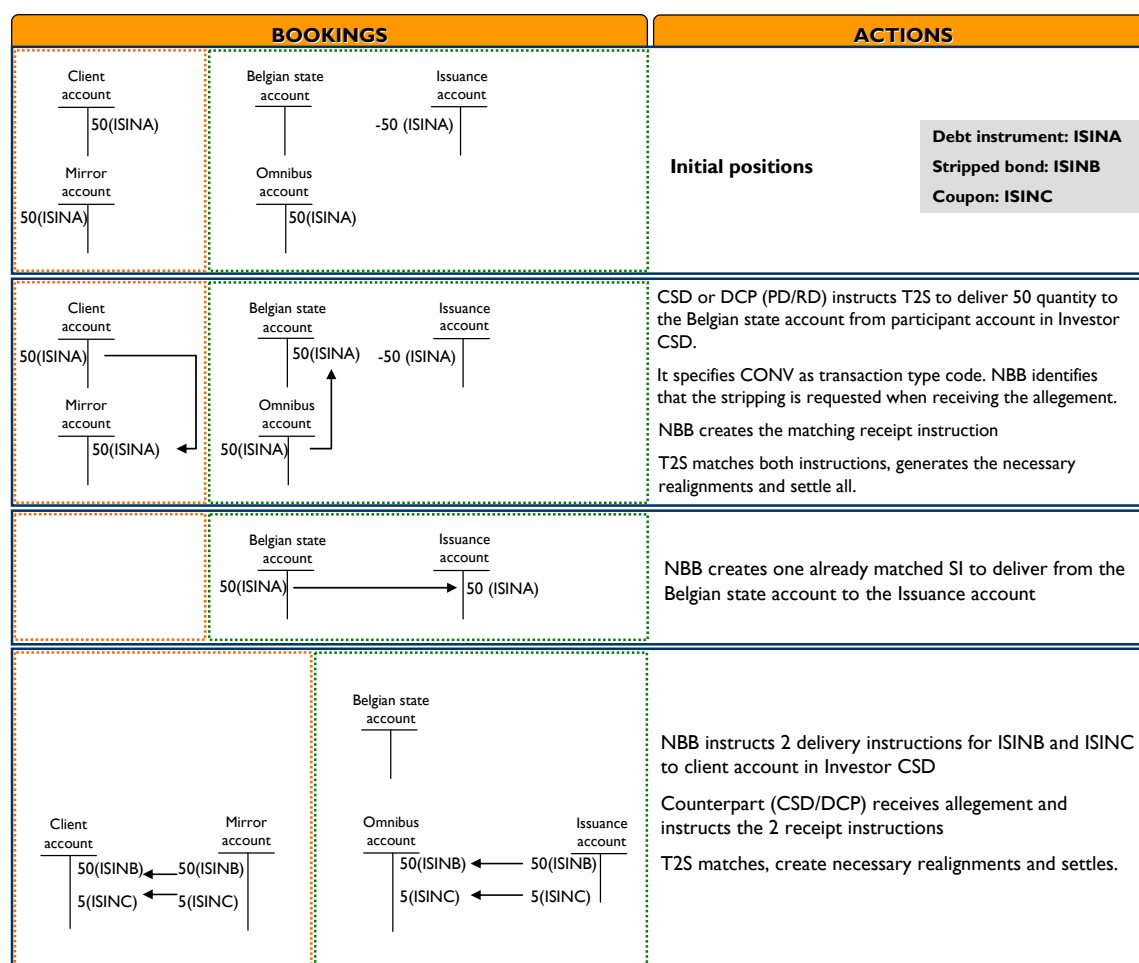 BOOKINGS
ACTIONS
Client
account
50(ISINA)
Mirror
account
50(ISINA)
Belgian state
account
Issuance
account
-50 (ISINA)
Omnibus
account
50(ISINA)
Initial positions
Debt instrument: ISINA
Stripped bond: ISINB
Coupon: ISINC
Client
account
50(ISINA)
Mirror
account
50(ISINA)
Belgian state
account
50(ISINA)
Issuance
account
-50 (ISINA)
Omnibus
account
50(ISINA)
CSD or DCP (PD/RD) instructs T2S to deliver 50 quantity to
the Belgian state account from participant account in Investor
CSD.
It specifies CONV as transaction type code. NBB identifies
that the stripping is requested when receiving the allegement.
NBB creates the matching receipt instruction
T2S matches both instructions, generates the necessary
realignments and settle all.
Belgian state
account
50(ISINA)
Issuance
account
50 (ISINA)
NBB creates one already matched SI to deliver from the
Belgian state account to the Issuance account
Belgian state
account
Client
account
50(ISINB)
5(ISINC)
Mirror
account
50(ISINB)
5(ISINC)
Omnibus
account
50(ISINB)
5(ISINC)
Issuance
account
50(ISINB)
5(ISINC)
NBB instructs 2 delivery instructions for ISINB and ISINC
to client account in Investor CSD
Counterpart (CSD/DCP) receives allegement and
instructs the 2 receipt instructions
T2S matches, create necessary realignments and settles.